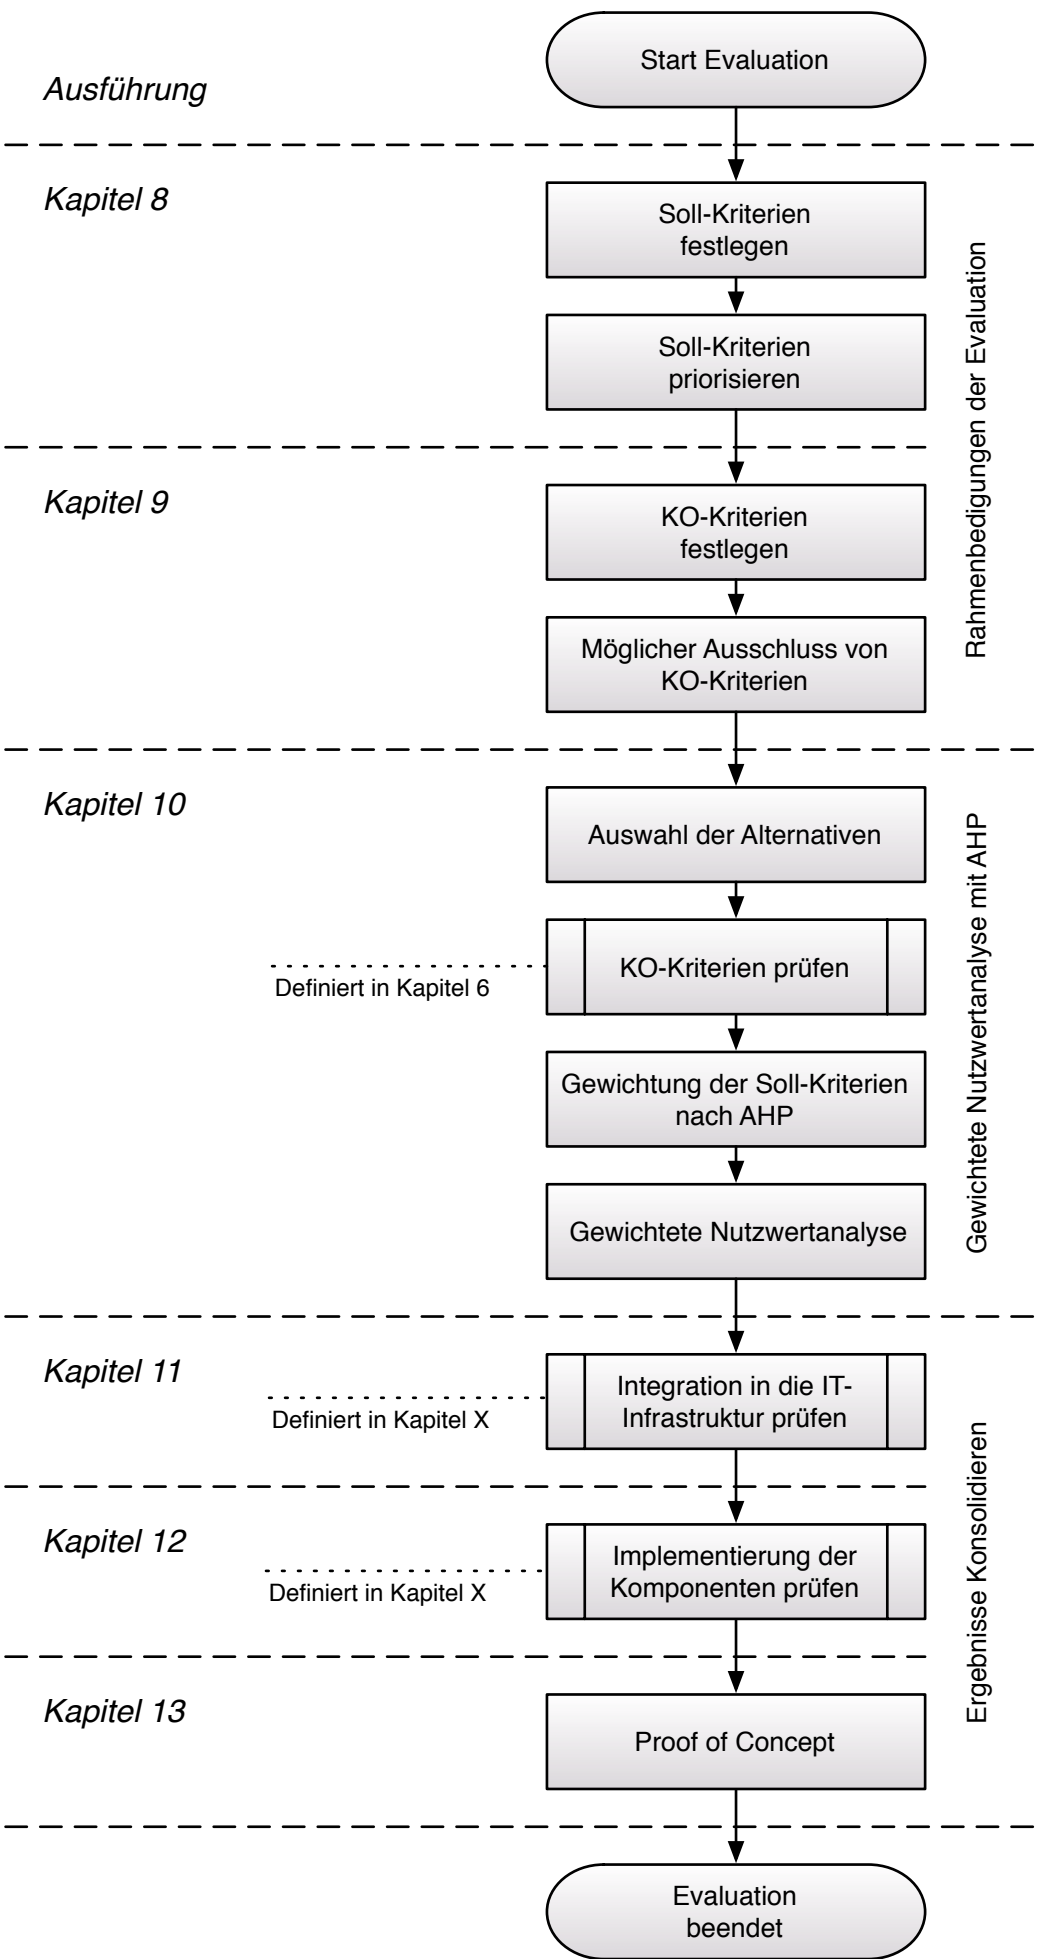 Start Evaluation
Ausführung
Kapitel 8
Soll-Kriterien
festlegen
Soll-Kriterien
priorisieren
Rahmenbedigungen der Evaluation
Kapitel 9
KO-Kriterien
festlegen
Möglicher Ausschluss von
KO-Kriterien
Kapitel 10
Auswahl der Alternativen
KO-Kriterien prüfen
Definiert in Kapitel 6
Gewichtung der Soll-Kriterien
nach AHP
Gewichtete Nutzwertanalyse
Gewichtete Nutzwertanalyse mit AHP
Kapitel 11
Integration in die IT-
Infrastruktur prüfen
Definiert in Kapitel X
Kapitel 12
Implementierung der
Komponenten prüfen
Definiert in Kapitel X
Ergebnisse Konsolidieren
Kapitel 13
Proof of Concept
Evaluation
beendet